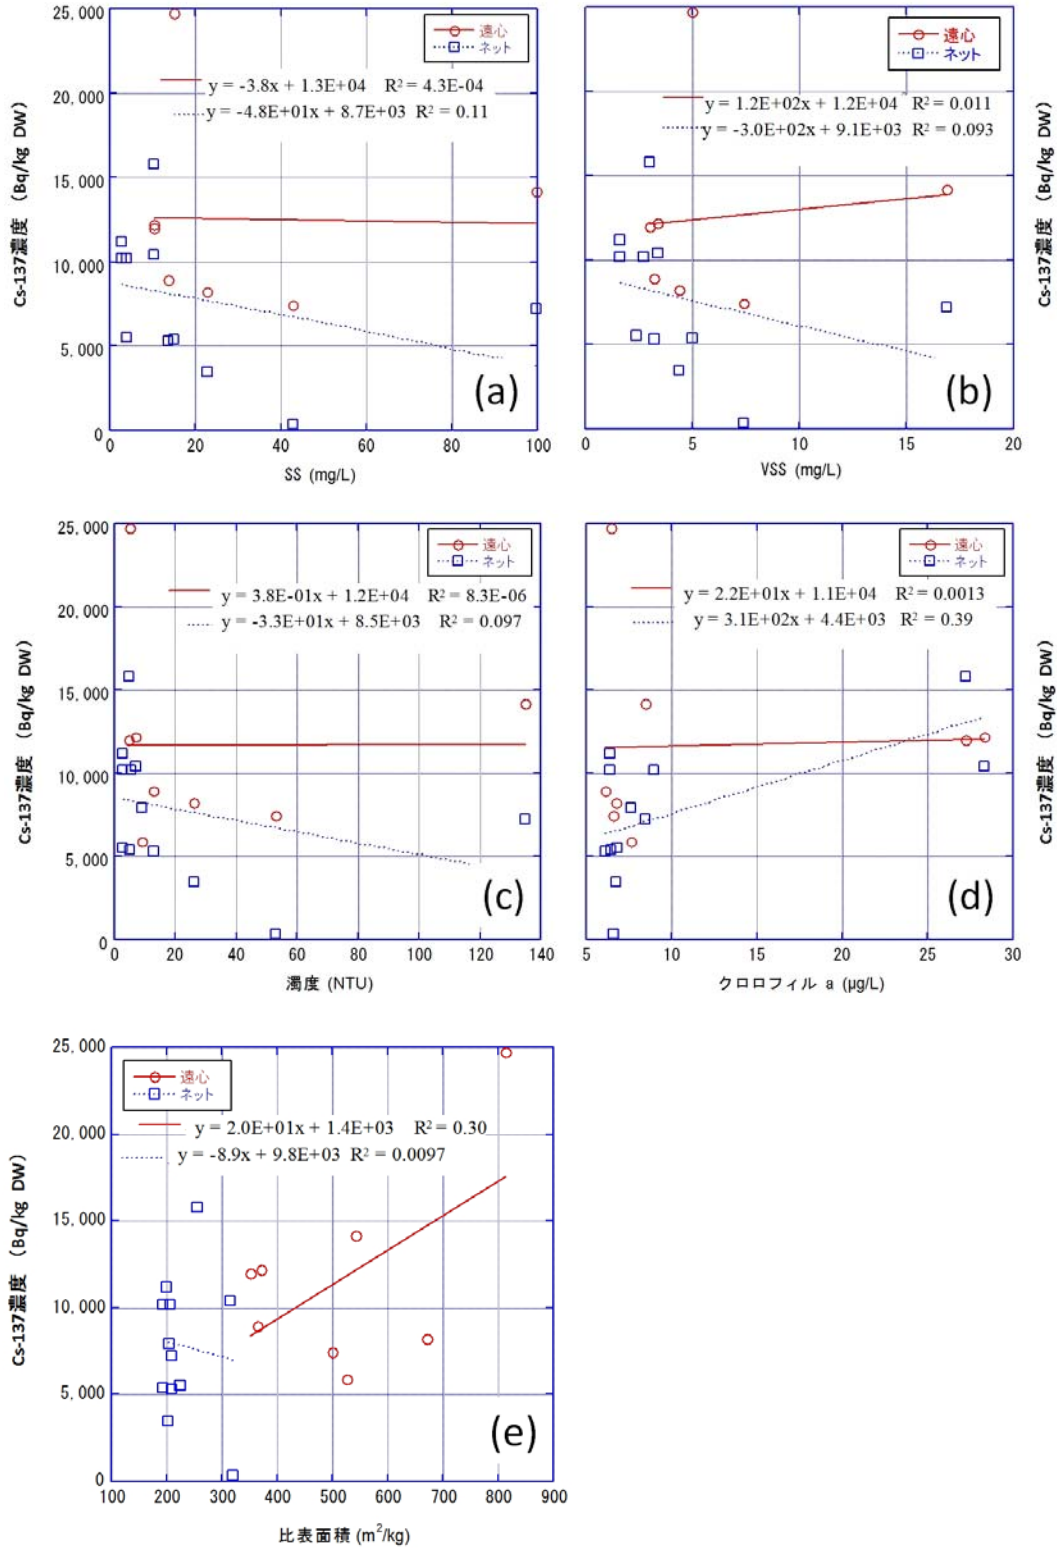 25,000
20,000
15,000
10,000
5,000
0
Cs-137濃度 (Bq/kg DW)
遠心
ネット
y = -3.8x + 1.3E+04 R² = 4.3E-04
y = -4.8E+01x + 8.7E+03 R² = 0.11
(a)
0 20 40 60 80 100
SS (mg/L)
遠心
ネット
y = 1.2E+02x + 1.2E+04 R² = 0.011
y = -3.0E+02x + 9.1E+03 R² = 0.093
(b)
0 5 10 15 20
VSS (mg/L)
Cs-137濃度 (Bq/kg DW)
25,000
20,000
15,000
10,000
5,000
0
Cs-137濃度 (Bq/kg DW)
遠心
ネット
y = 3.8E-01x + 1.2E+04 R² = 8.3E-06
y = -3.3E+01x + 8.5E+03 R² = 0.097
(c)
0 20 40 60 80 100 120 140
濁度 (NTU)
遠心
ネット
y = 2.2E+01x + 1.1E+04 R² = 0.0013
y = 3.1E+02x + 4.4E+03 R² = 0.39
(d)
5 10 15 20 25 30
クロロフィル a (μg/L)
Cs-137濃度 (Bq/kg DW)
25,000
20,000
15,000
10,000
5,000
0
Cs-137濃度 (Bq/kg DW)
遠心
ネット
y = 2.0E+01x + 1.4E+03 R² = 0.30
y = -8.9x + 9.8E+03 R² = 0.0097
(e)
100 200 300 400 500 600 700 800 900
比表面積 (m²/kg)